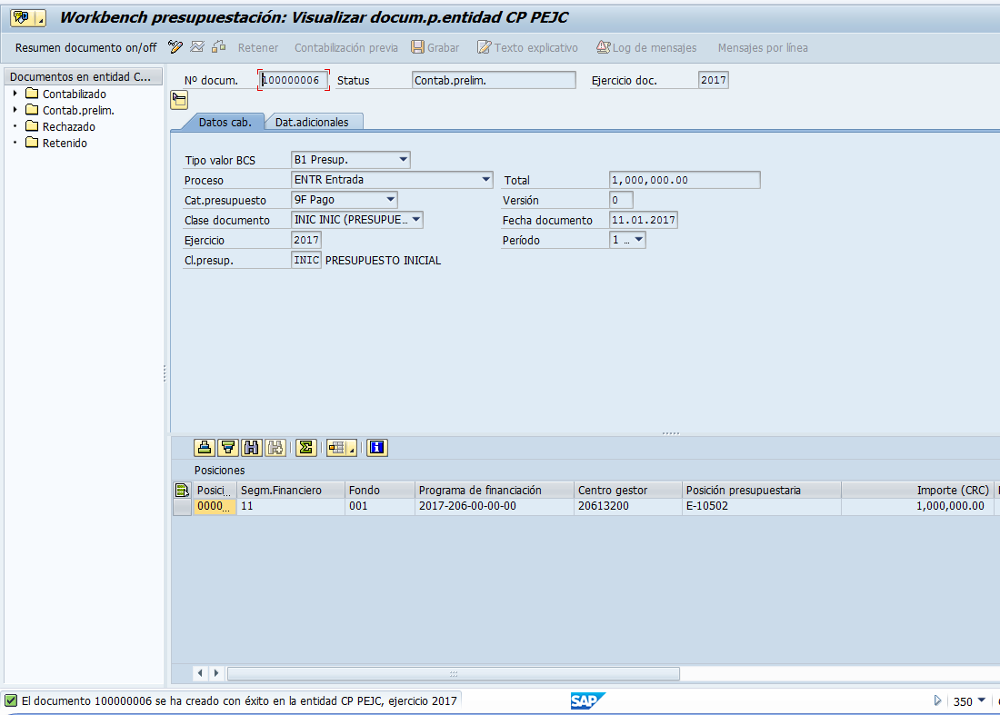 Workbench presupuestación: Visualizar docum.p.entidad CP PEJC
Resumen documento on/off Retener Contabilización previa Grabar Texto explicativo Log de mensajes Mensajes por línea
Documentos en entidad C...
Contabilizado
Contab.prelim.
Rechazado
Retenido
Nº docum. 100000006 Status Contab.prelim. Ejercicio doc. 2017
Datos cab. Dat.adicionales
Tipo valor BCS B1 Presup.
Proceso ENTR Entrada Total 1,000,000.00
Cat.presupuesto 9F Pago Versión 0
Clase documento INIC INIC (PRESUPUE... Fecha documento 11.01.2017
Ejercicio 2017 Período 1 ...
Cl.presup. INIC PRESUPUESTO INICIAL
Posiciones
Posici.. Segm.Financiero Fondo Programa de financiación Centro gestor Posición presupuestaria Importe (CRC)
0000... 11 001 2017-206-00-00-00 20613200 E-10502 1,000,000.00
El documento 100000006 se ha creado con éxito en la entidad CP PEJC, ejercicio 2017 SAP 350